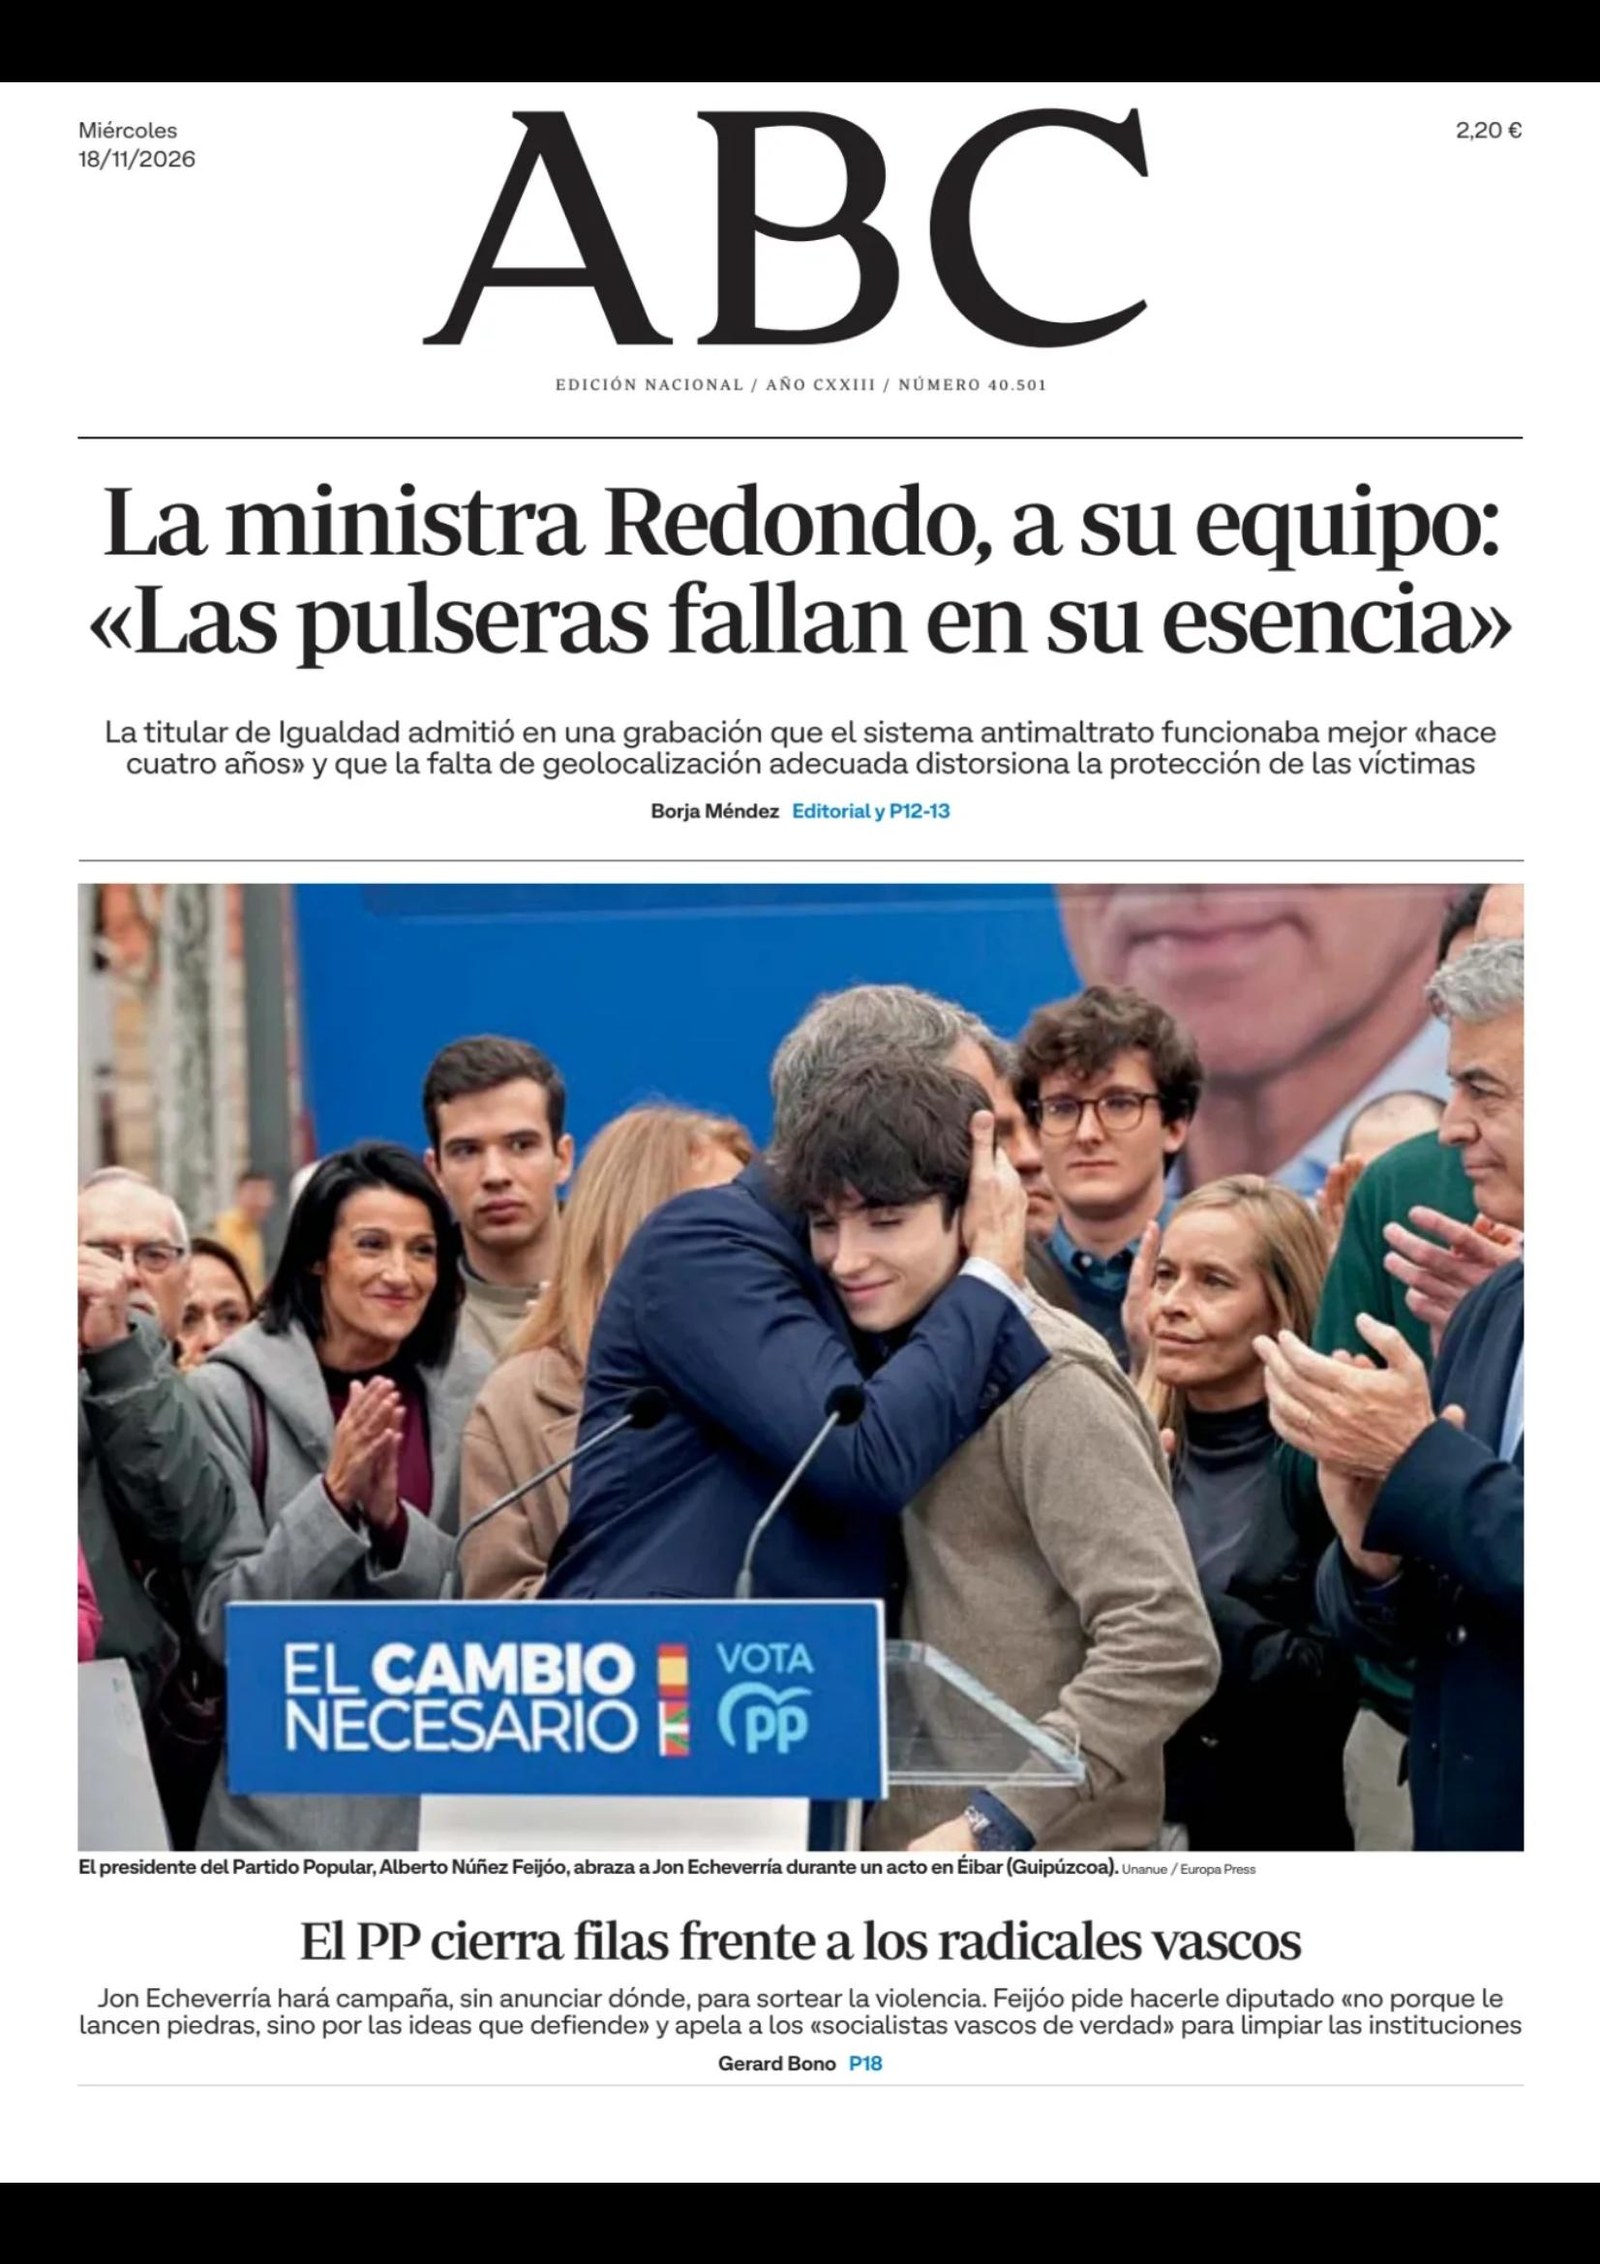 Miércoles
18/11/2026
ABC
2,20 €
EDICIÓN NACIONAL / AÑO CXXIII / NÚMERO 40.501
La ministra Redondo, a su equipo:
«Las pulseras fallan en su esencia»
La titular de Igualdad admitió en una grabación que el sistema antimaltrato funcionaba mejor «hace
cuatro años» y que la falta de geolocalización adecuada distorsiona la protección de las víctimas
Borja Méndez Editorial y P12-13
EL CAMBIO
NECESARIO
VOTA
pp
El presidente del Partido Popular, Alberto Núñez Feijóo, abraza a Jon Echeverría durante un acto en Éibar (Guipúzcoa). Unanue / Europa Press
El PP cierra filas frente a los radicales vascos
Jon Echeverría hará campaña, sin anunciar dónde, para sortear la violencia. Feijóo pide hacerle diputado «no porque le
lancen piedras, sino por las ideas que defiende» y apela a los «socialistas vascos de verdad» para limpiar las instituciones
Gerard Bono P18